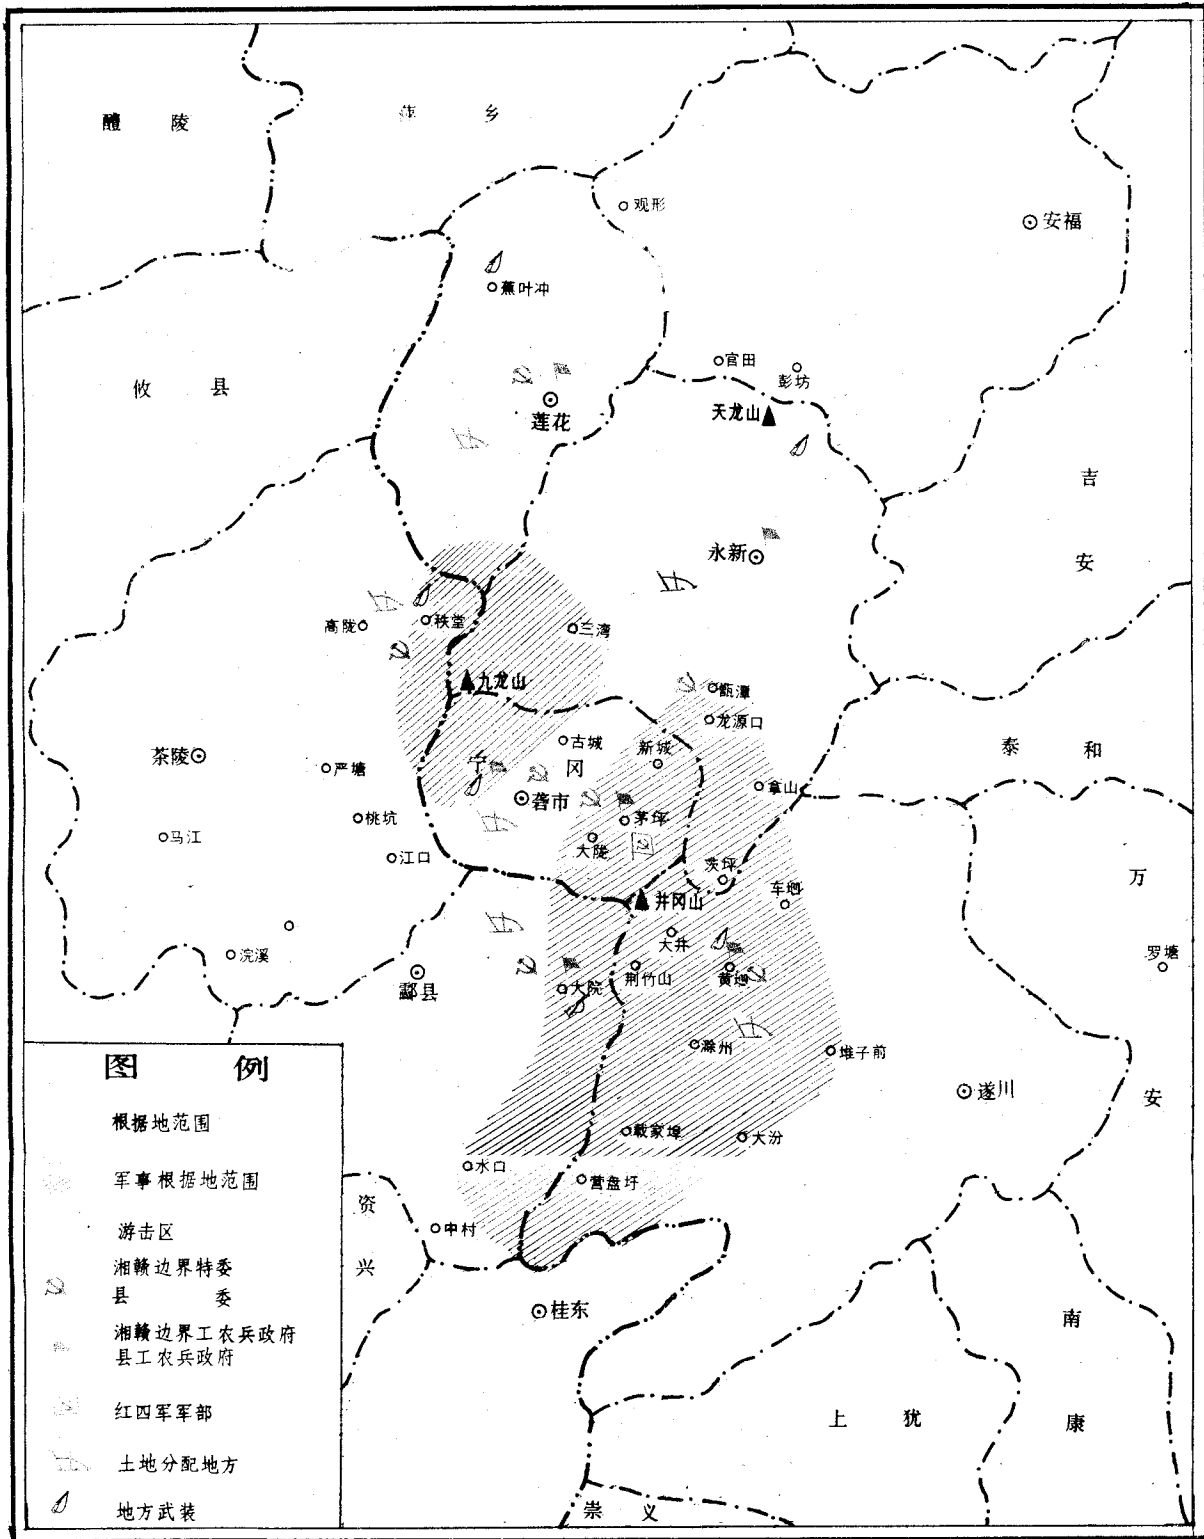 醴 陵
萍 乡
观形
安福
蕉叶冲
攸 县
官田
彭坊
莲花
天龙山
吉
安
永新
高陇
秩堂
兰湾
九龙山
龙源口
古城
新城
泰 和
宁 冈
茶陵
严塘
砻市
拿山
桃坑
茅坪
马江
大陇
江口
茨坪
万
车坳
井冈山
大井
罗塘
浣溪
荆竹山
黄坳
酃县
大院
滁州
堆子前
遂川
安
戴家埠
大汾
水口
营盘圩
资
兴
中村
桂东
南
康
上 犹
崇 义
图 例
根据地范围
军事根据地范围
游击区
湘赣边界特委
县 委
湘赣边界工农兵政府
县工农兵政府
红四军军部
土地分配地方
地方武装